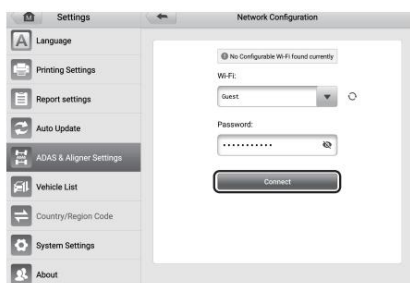 Settings
Network Configuration
Language
Printing Settings
Report settings
Auto Update
ADAS & Aligner Settings
Vehicle List
Country/Region Code
System Settings
About
No Configurable Wi-Fi found currently
Wi-Fi:
Guest
Password:
...........
Connect